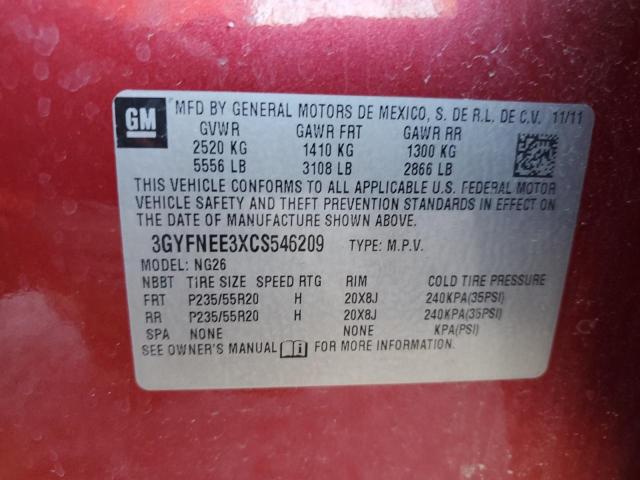 GM MFD BY GENERAL MOTORS DE MEXICO, S. DE R.L. DE C.V. 11/11
GVWR GAWR FRT GAWR RR
2520 KG 1410 KG 1300 KG
5556 LB 3108 LB 2866 LB
THIS VEHICLE CONFORMS TO ALL APPLICABLE U.S. FEDERAL MOTOR
VEHICLE SAFETY AND THEFT PREVENTION STANDARDS IN EFFECT ON
THE DATE OF MANUFACTURE SHOWN ABOVE.
3GYFNEE3XCS546209 TYPE: M.P.V.
MODEL: NG26
NBBT TIRE SIZE SPEED RTG RIM COLD TIRE PRESSURE
FRT P235/55R20 H 20X8J 240KPA(35PSI)
RR P235/55R20 H 20X8J 240KPA(35PSI)
SPA NONE NONE KPA(PSI)
SEE OWNER'S MANUAL FOR MORE INFORMATION.